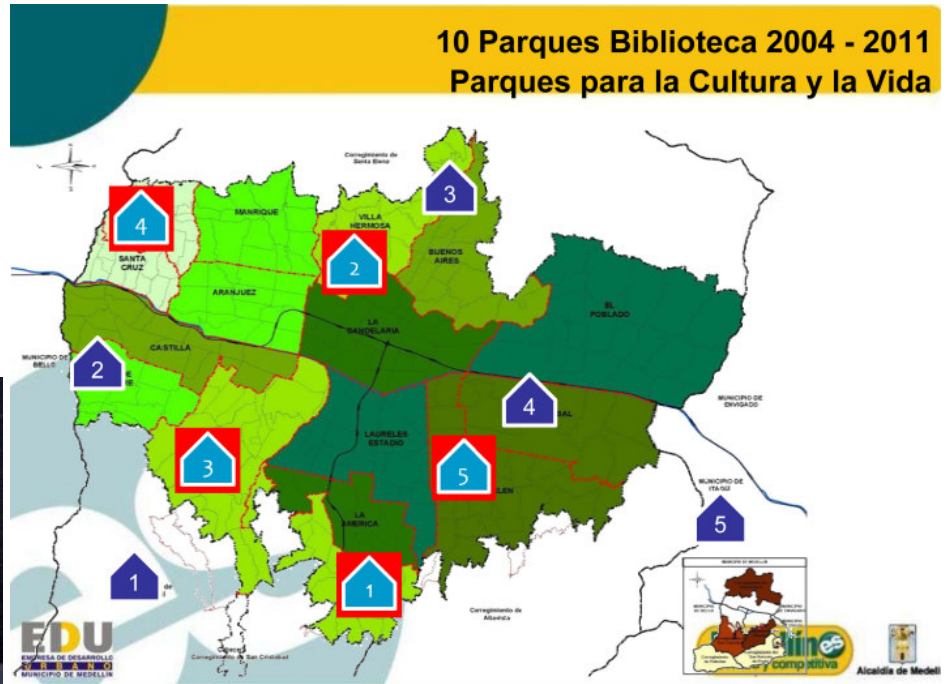 10 Parques Biblioteca 2004 - 2011
Parques para la Cultura y la Vida
Corregimiento de
Santa Elena
3
4
MANRIQUE
VILLA
HERMOSA
SANTA
CRUZ
2
BUENOS
AIRES
ARANJUEZ
EL
POBLADO
LA
CANDELARIA
CASTILLA
MUNICIPIO DE
BELLO
2
MUNICIPIO DE
ENVIGADO
4
LAURELES
ESTADIO
3
5
MUNICIPIO DE
ITAGUI
5
LA
AMERICA
1
1
Corregimiento de
Altavista
Corregimiento de San Cristobal
MUNICIPIO DE MEDELLIN
EDU
EMPRESA DE DESARROLLO
URBANO
MUNICIPIO DE MEDELLIN
y competitiva
Alcaldía de Medell